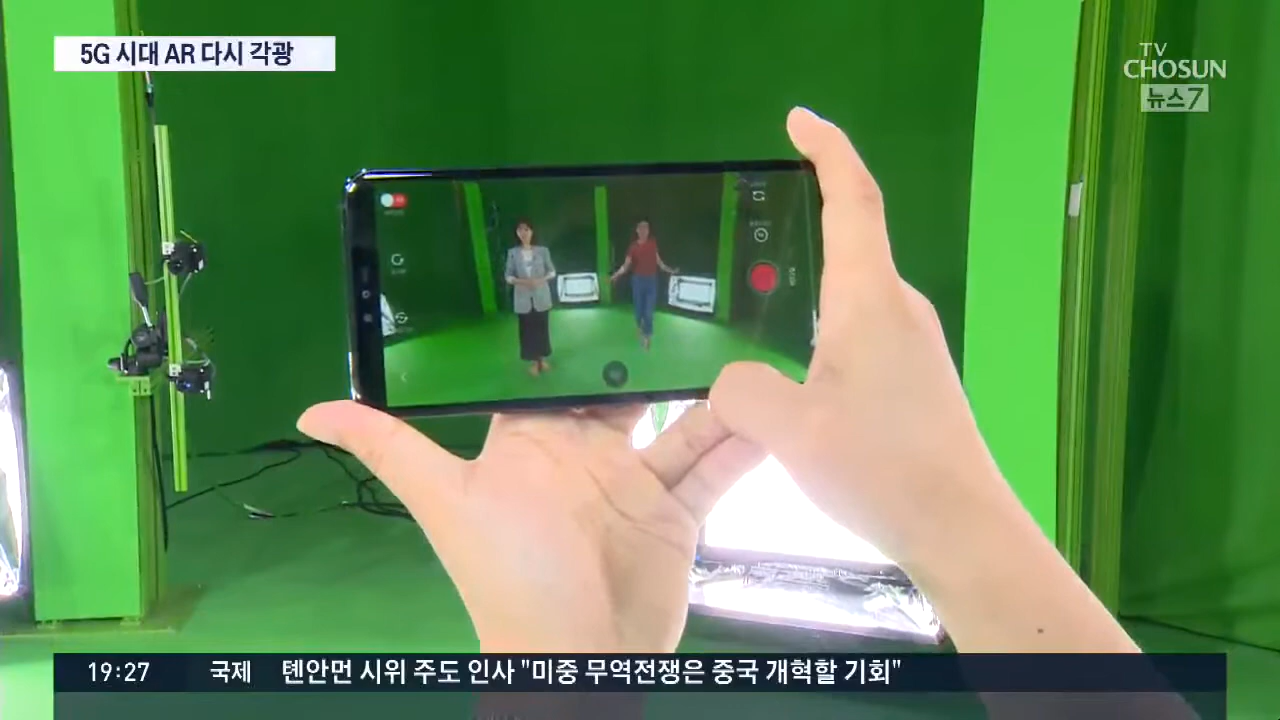 5G 시대 AR 다시 각광
TV
CHOSUN
뉴스7
19:27 국제 톈안먼 시위 주도 인사 "미중 무역전쟁은 중국 개혁할 기회"